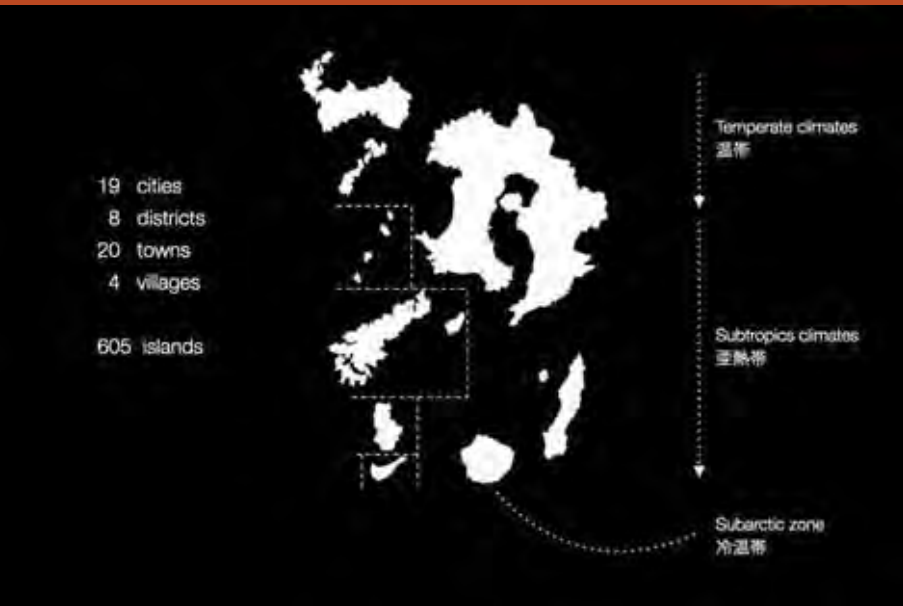 19 cities
8 districts
20 towns
4 villages
605 islands
Temperate climates
温帯
Subtropics climates
亜熱帯
Subarctic zone
冷温帯